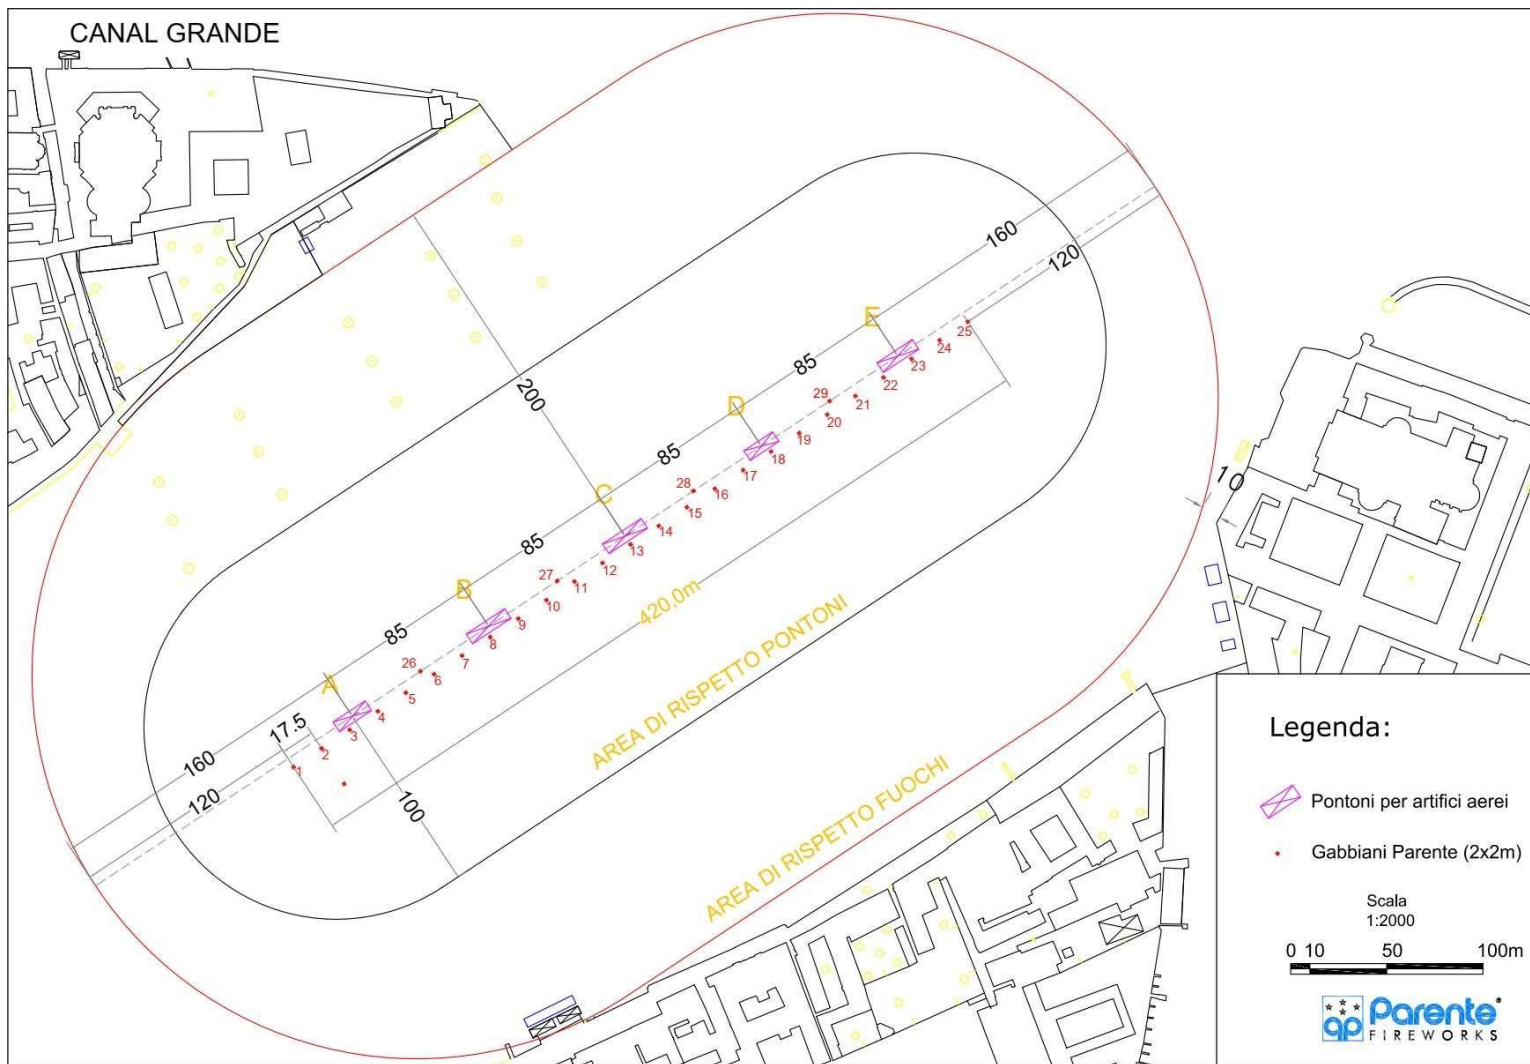 CANAL GRANDE
160
120
E
25
24
23
22
85
D
29
21
20
19
18
17
200
85
C
28
16
15
14
13
12
10
85
B
27
11
10
9
8
7
420,0m
85
A
26
6
5
4
3
2
1
17.5
160
120
100
AREA DI RISPETTO PONTONI
AREA DI RISPETTO FUOCHI
Legenda:
Pontoni per artifici aerei
Gabbiani Parente (2x2m)
Scala
1:2000
0 10 50 100m
Parente
FIREWORKS